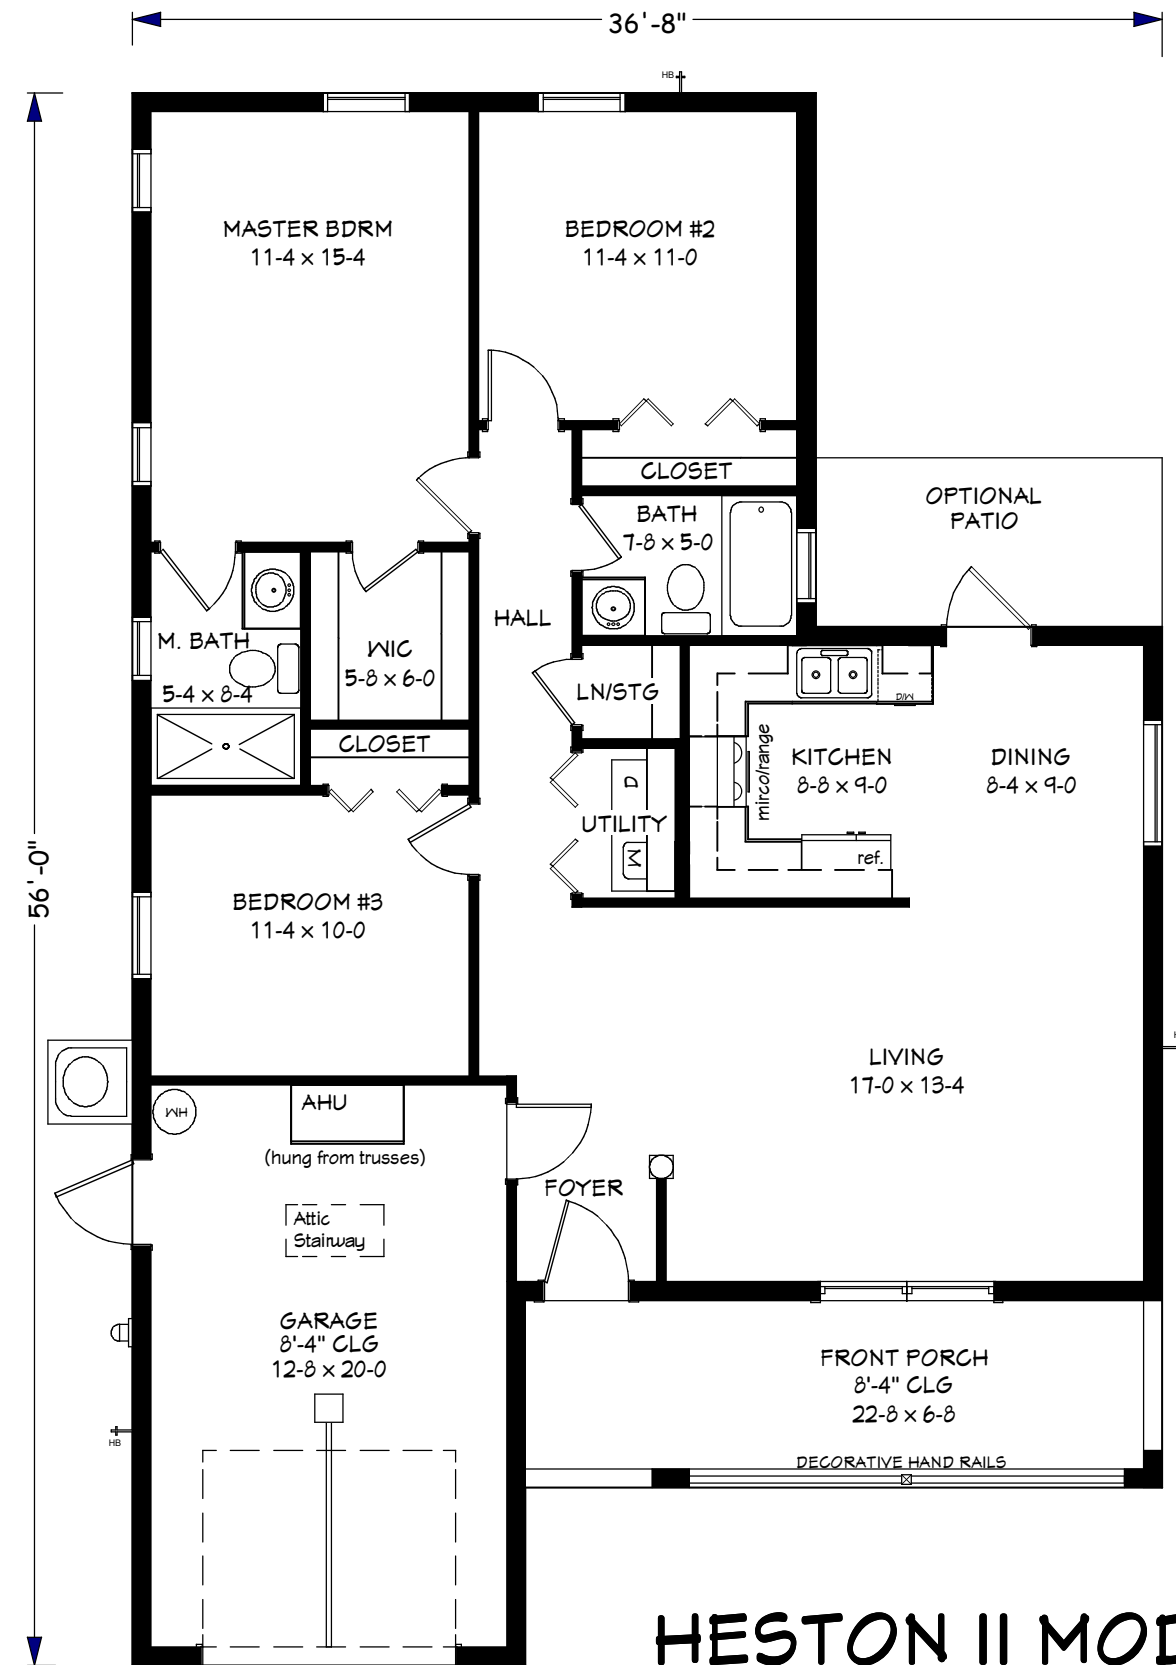 36'-8"
HB
MASTER BDRM
11-4 x 15-4
BEDROOM #2
11-4 x 11-0
CLOSET
OPTIONAL
PATIO
BATH
7-8 x 5-0
HALL
M. BATH
5-4 x 8-4
WIC
5-8 x 6-0
LN/STG
D/W
CLOSET
mirco/range
KITCHEN
8-8 x 9-0
DINING
8-4 x 9-0
D
UTILITY
W
ref.
56'-0"
BEDROOM #3
11-4 x 10-0
LIVING
17-0 x 13-4
WH
AHU
(hung from trusses)
FOYER
Attic
Stairway
GARAGE
8'-4" CLG
12-8 x 20-0
FRONT PORCH
8'-4" CLG
22-8 x 6-8
HB
DECORATIVE HAND RAILS
HESTON II MOD